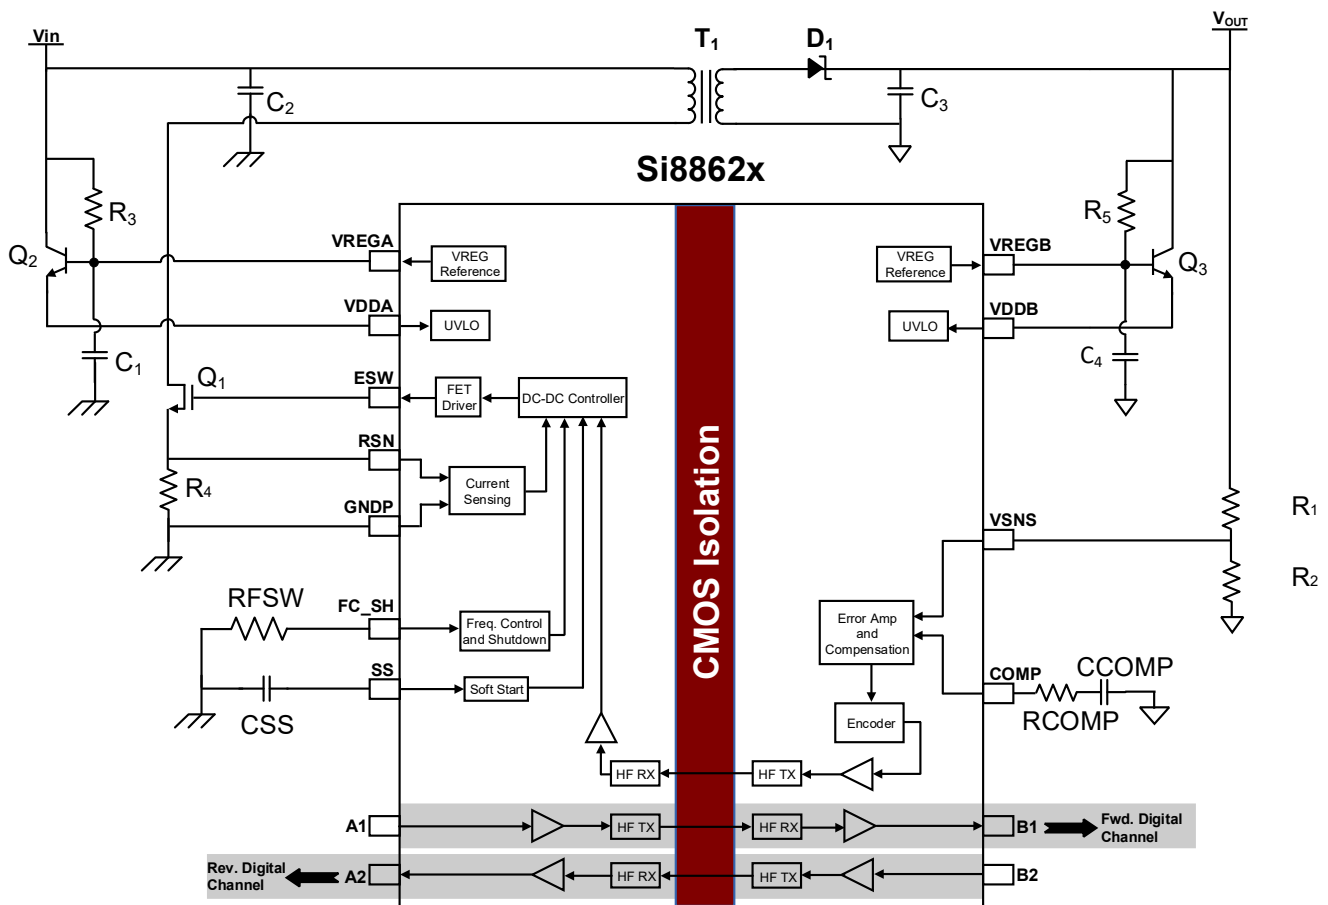 Vin
T1
D1
VOUT
C2
C3
Si8862x
R3
R5
Q2
VREGA
VREG
Reference
VREG
Reference
VREGB
Q3
VDDA
UVLO
UVLO
VDDB
C1
C4
Q1
ESW
FET
Driver
DC-DC Controller
RSN
R4
Current
Sensing
GNDP
CMOS Isolation
VSNS
R1
R2
RFSW
FC_SH
Freq. Control
and Shutdown
Error Amp
and
Compensation
SS
Soft Start
CSS
COMP
CCOMP
RCOMP
Encoder
HF RX
HF TX
A1
HF TX
HF RX
B1
Fwd. Digital
Channel
Rev. Digital
Channel
A2
HF RX
HF TX
B2